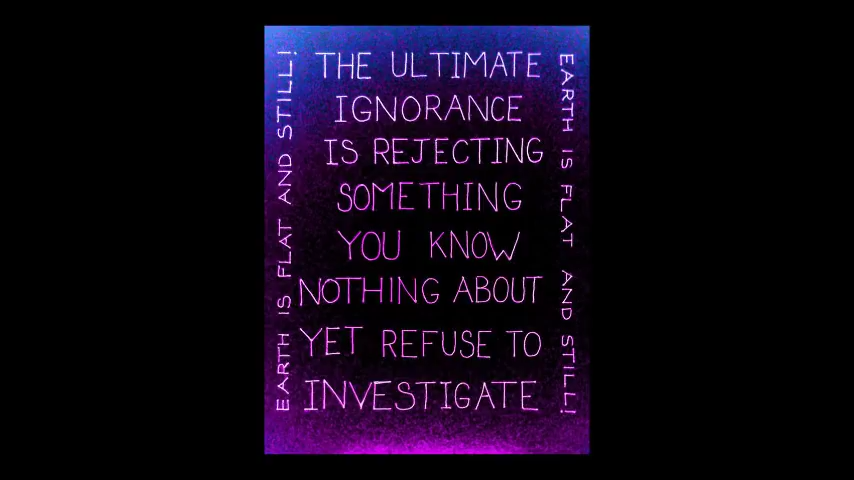 EARTH IS FLAT AND STILL!
THE ULTIMATE
IGNORANCE
IS REJECTING
SOMETHING
YOU KNOW
NOTHING ABOUT
YET REFUSE TO
INVESTIGATE
EARTH IS FLAT AND STILL!